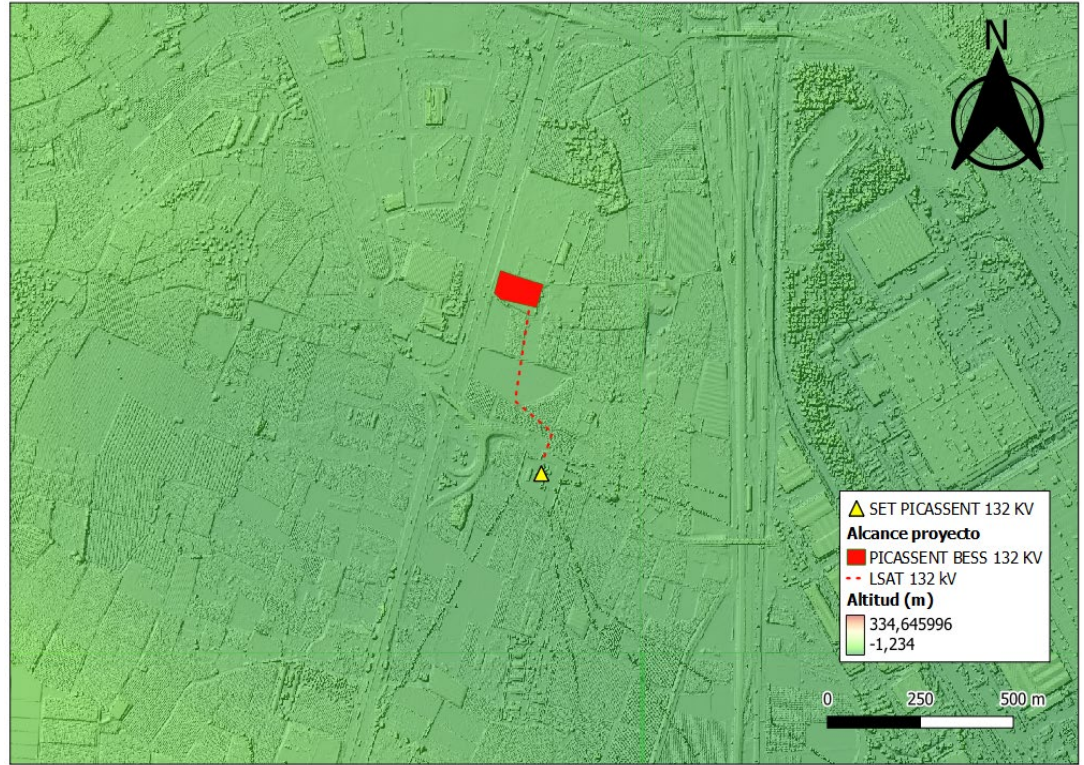 N
SET PICASSENT 132 KV
Alcance proyecto
PICASSENT BESS 132 KV
LSAT 132 kV
Altitud (m)
334,645996
-1,234
0 250 500 m